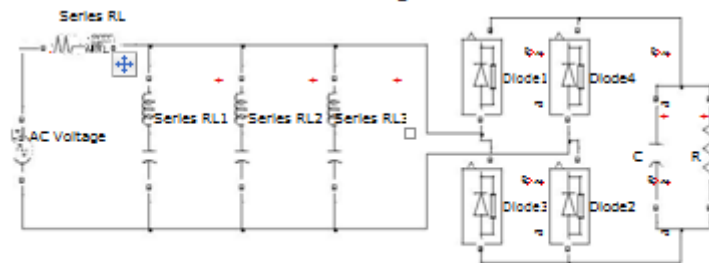 Series RL
Diode1
Diode4
Series RL1
Series RL2
Series RL3
AC Voltage
C
R
Diode3
Diode2